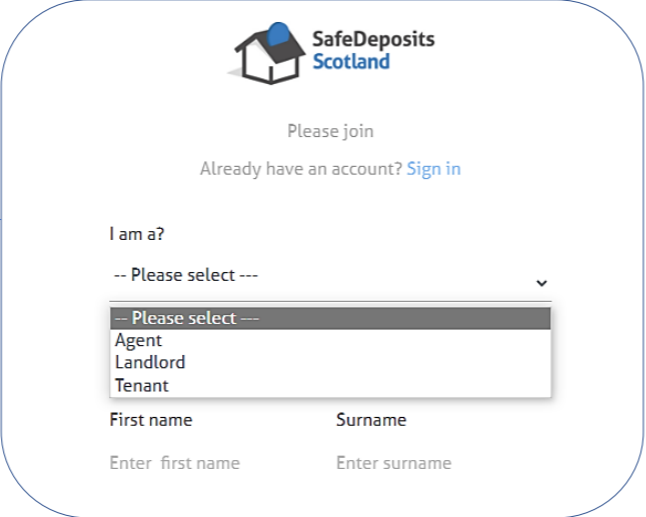 SafeDeposits
Scotland
Please join
Already have an account? Sign in
I am a?
-- Please select ---
-- Please select ---
Agent
Landlord
Tenant
First name Surname
Enter first name Enter surname